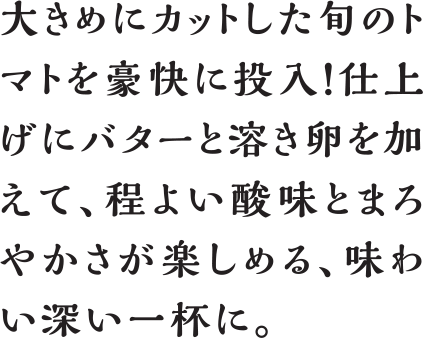 大きめにカットした旬のト
マトを豪快に投入!仕上
げにバターと溶き卵を加
えて、程よい酸味とまろ
やかさが楽しめる、味わ
い深い一杯に。